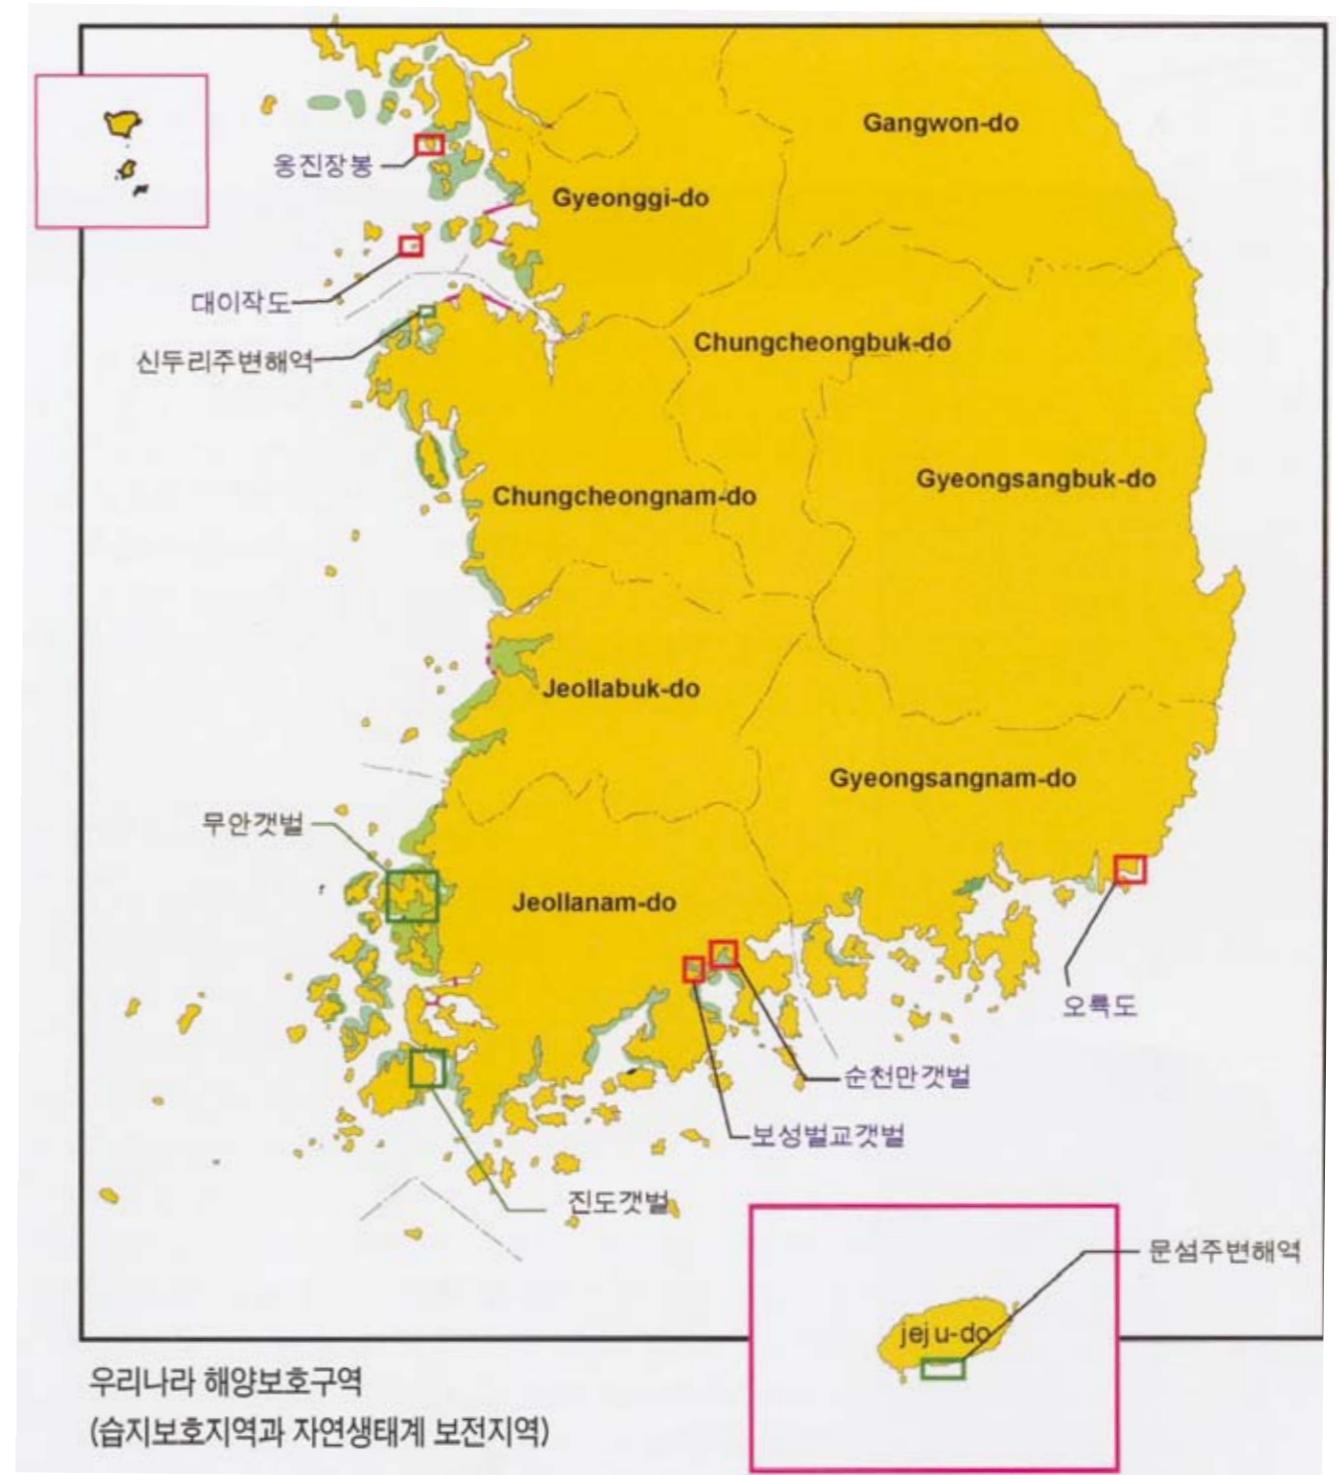 Gangwon-do
옹진장봉
Gyeonggi-do
대이작도
Chungcheongbuk-do
신두리주변해역
Gyeongsangbuk-do
Chungcheongnam-do
Jeollabuk-do
Gyeongsangnam-do
무안갯벌
Jeollanam-do
오륙도
순천만갯벌
보성벌교갯벌
진도갯벌
문섬주변해역
jeju-do
우리나라 해양보호구역
(습지보호지역과 자연생태계 보전지역)